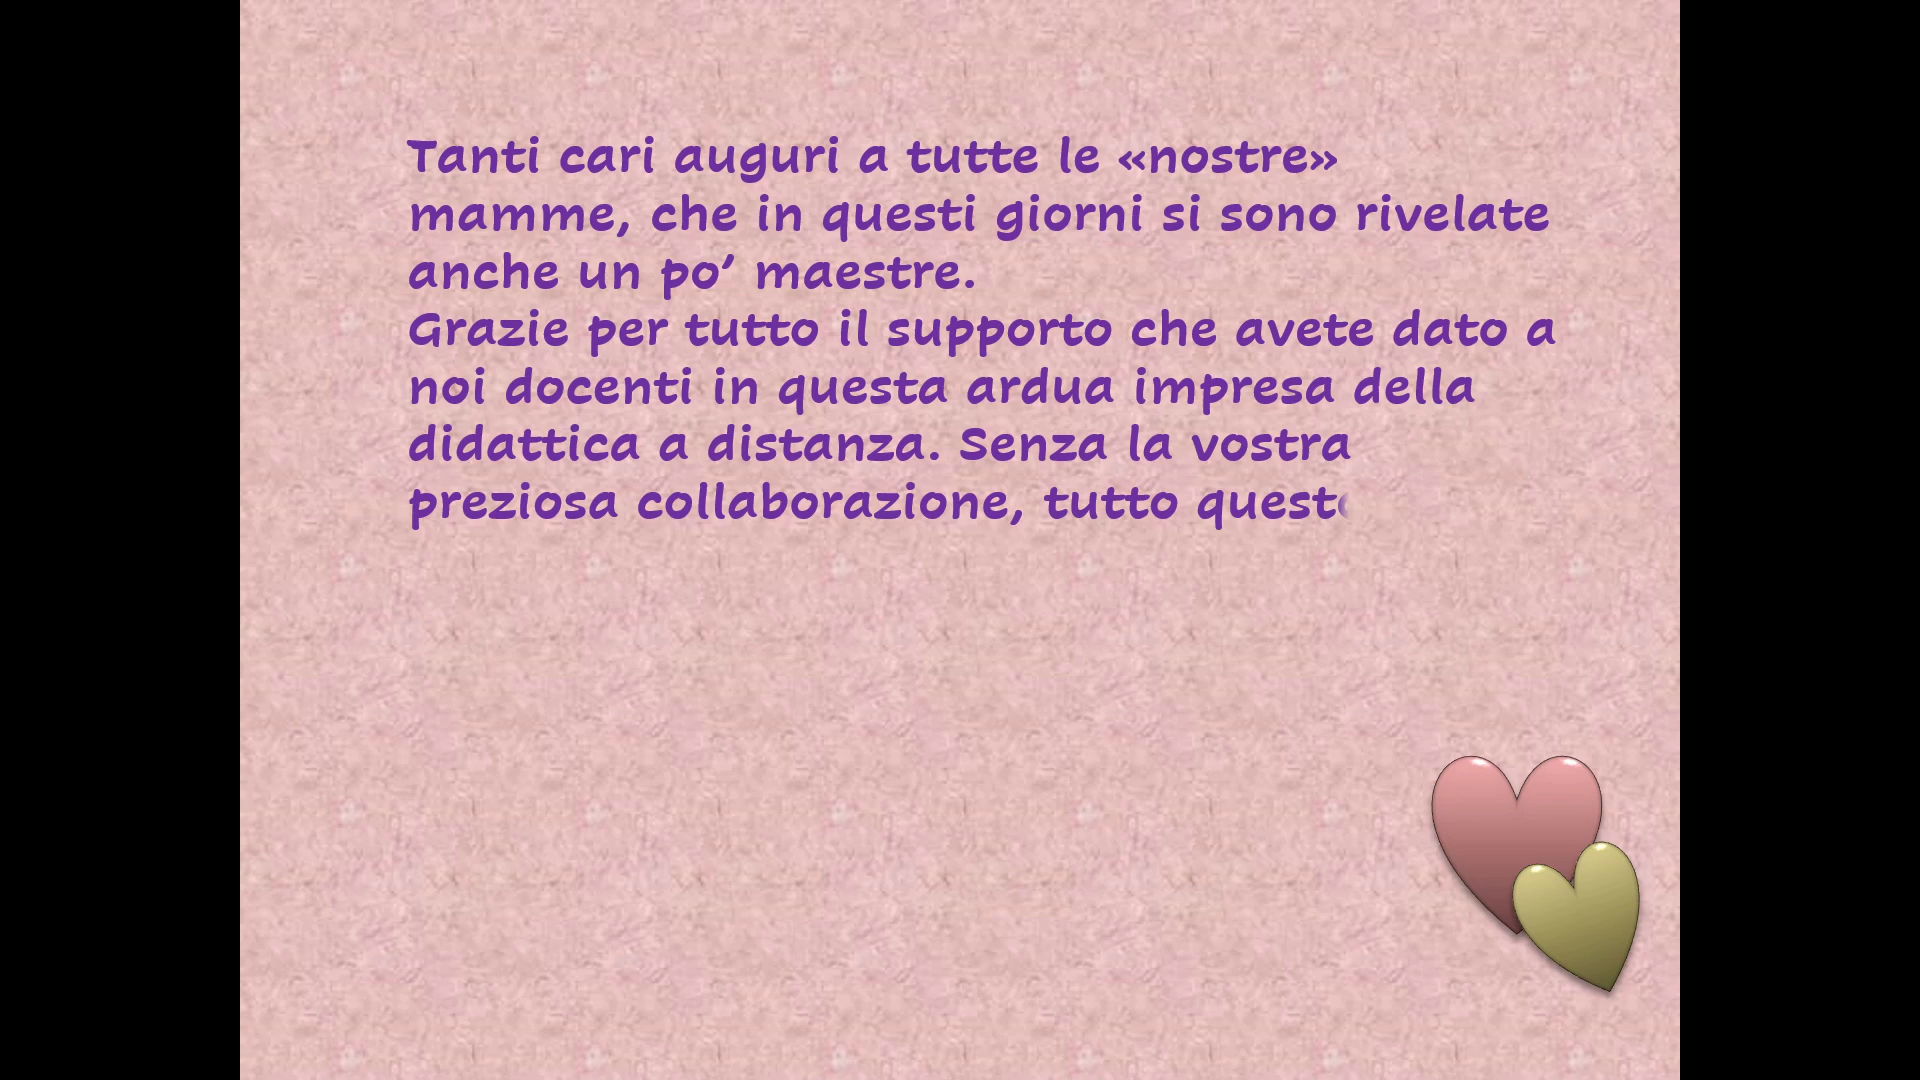 Tanti cari auguri a tutte le «nostre»
mamme, che in questi giorni si sono rivelate
anche un po’ maestre.
Grazie per tutto il supporto che avete dato a
noi docenti in questa ardua impresa della
didattica a distanza. Senza la vostra
preziosa collaborazione, tutto